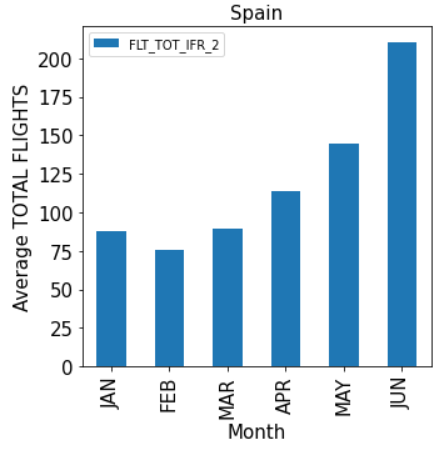 Spain
FLT_TOT_IFR_2
Average TOTAL FLIGHTS
200
175
150
125
100
75
50
25
0
JAN
FEB
MAR
APR
MAY
JUN
Month